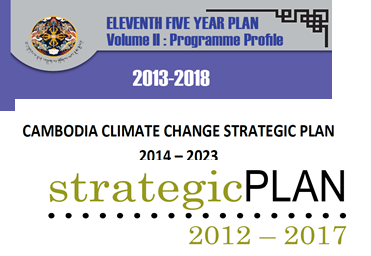 ELEVENTH FIVE YEAR PLAN
Volume II : Programme Profile
2013-2018
CAMBODIA CLIMATE CHANGE STRATEGIC PLAN
2014 – 2023
strategicPLAN
2012 – 2017